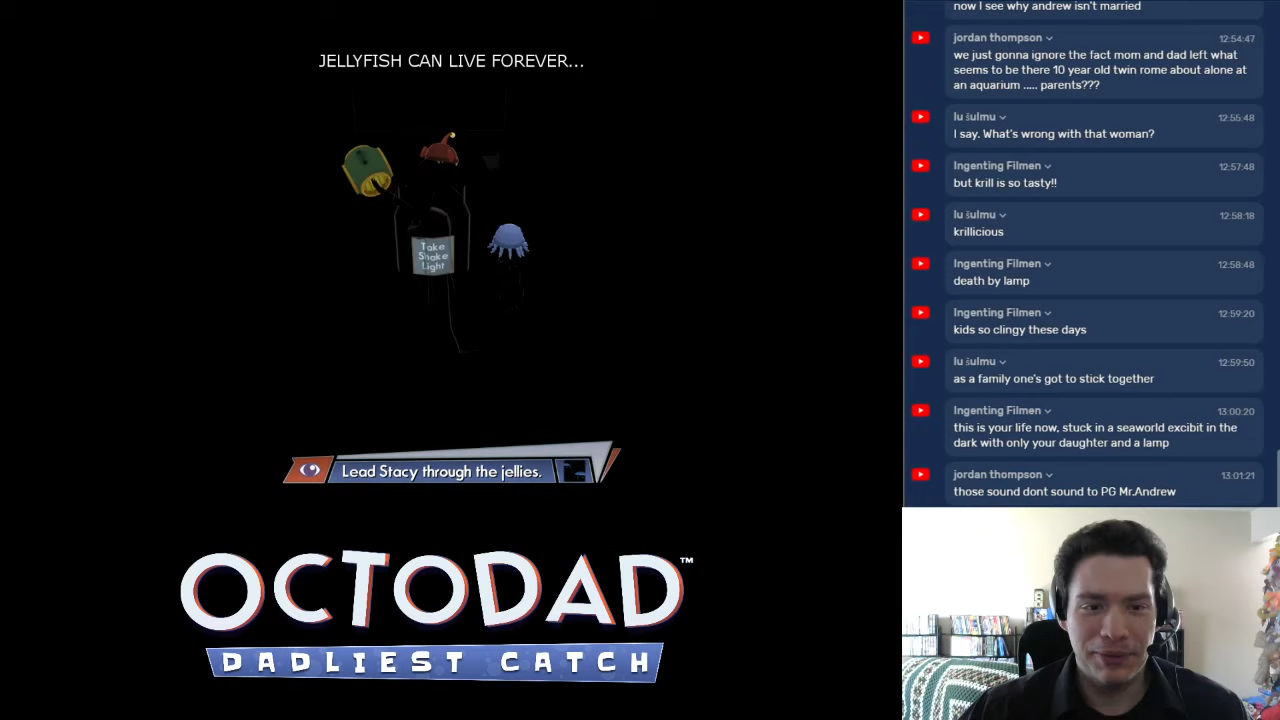 JELLYFISH CAN LIVE FOREVER...
Take
Shake
Light
Lead Stacy through the jellies.
OCTODAD™
DADLIEST CATCH
now I see why andrew isn't married
jordan thompson
12:54:47
we just gonna ignore the fact mom and dad left what
seems to be there 10 year old twin rome about alone at
an aquarium ..... parents???
lu šulmu
12:55:48
I say. What's wrong with that woman?
Ingenting Filmen
12:57:48
but krill is so tasty!!
lu šulmu
12:58:18
krillicious
Ingenting Filmen
12:58:48
death by lamp
Ingenting Filmen
12:59:20
kids so clingy these days
lu šulmu
12:59:50
as a family one's got to stick together
Ingenting Filmen
13:00:20
this is your life now, stuck in a seaworld excibit in the
dark with only your daughter and a lamp
jordan thompson
13:01:21
those sound dont sound to PG Mr.Andrew